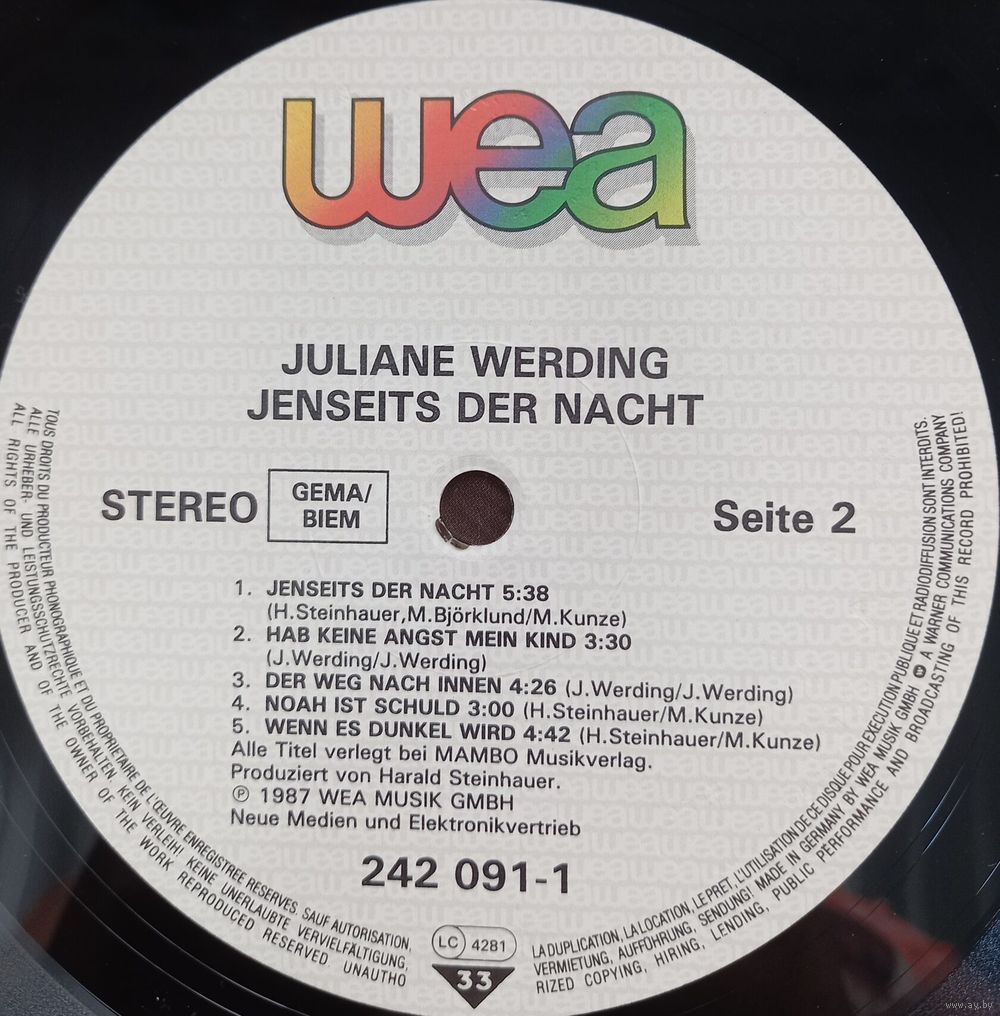 wea
JULIANE WERDING
JENSEITS DER NACHT
STEREO
GEMA/
BIEM
Seite 2
1. JENSEITS DER NACHT 5:38
(H.Steinhauer,M.Björklund/M.Kunze)
2. HAB KEINE ANGST MEIN KIND 3:30
(J.Werding/J.Werding)
3. DER WEG NACH INNEN 4:26 (J.Werding/J.Werding)
4. NOAH IST SCHULD 3:00 (H.Steinhauer/M.Kunze)
5. WENN ES DUNKEL WIRD 4:42 (H.Steinhauer/M.Kunze)
Alle Titel verlegt bei MAMBO Musikverlag.
Produziert von Harald Steinhauer.
Ⓟ 1987 WEA MUSIK GMBH
Neue Medien und Elektronikvertrieb
242 091-1
LC 4281
33
TOUS DROITS DU PRODUCTEUR PHONOGRAPHIQUE ET DU PROPRIETAIRE DE L'ŒUVRE ENREGISTREE RESERVES. SAUF AUTORISATION, LA DUPLICATION, LA LOCATION, LE PRET, L'UTILISATION DE CE DISQUE POUR EXECUTION PUBLIQUE ET RADIODIFFUSION SONT INTERDITS.
ALLE URHEBER- UND LEISTUNGSSCHUTZRECHTE VORBEHALTEN. KEIN VERLEIH! KEINE UNERLAUBTE VERVIELFÄLTIGUNG, VERMIETUNG, AUFFÜHRUNG, SENDUNG! MADE IN GERMANY BY WEA MUSIK GMBH A WARNER COMMUNICATIONS COMPANY
ALL RIGHTS OF THE PRODUCER AND OF THE OWNER OF THE WORK REPRODUCED RESERVED. UNAUTHORIZED COPYING, HIRING, LENDING, PUBLIC PERFORMANCE AND BROADCASTING OF THIS RECORD PROHIBITED!
www.ay.by